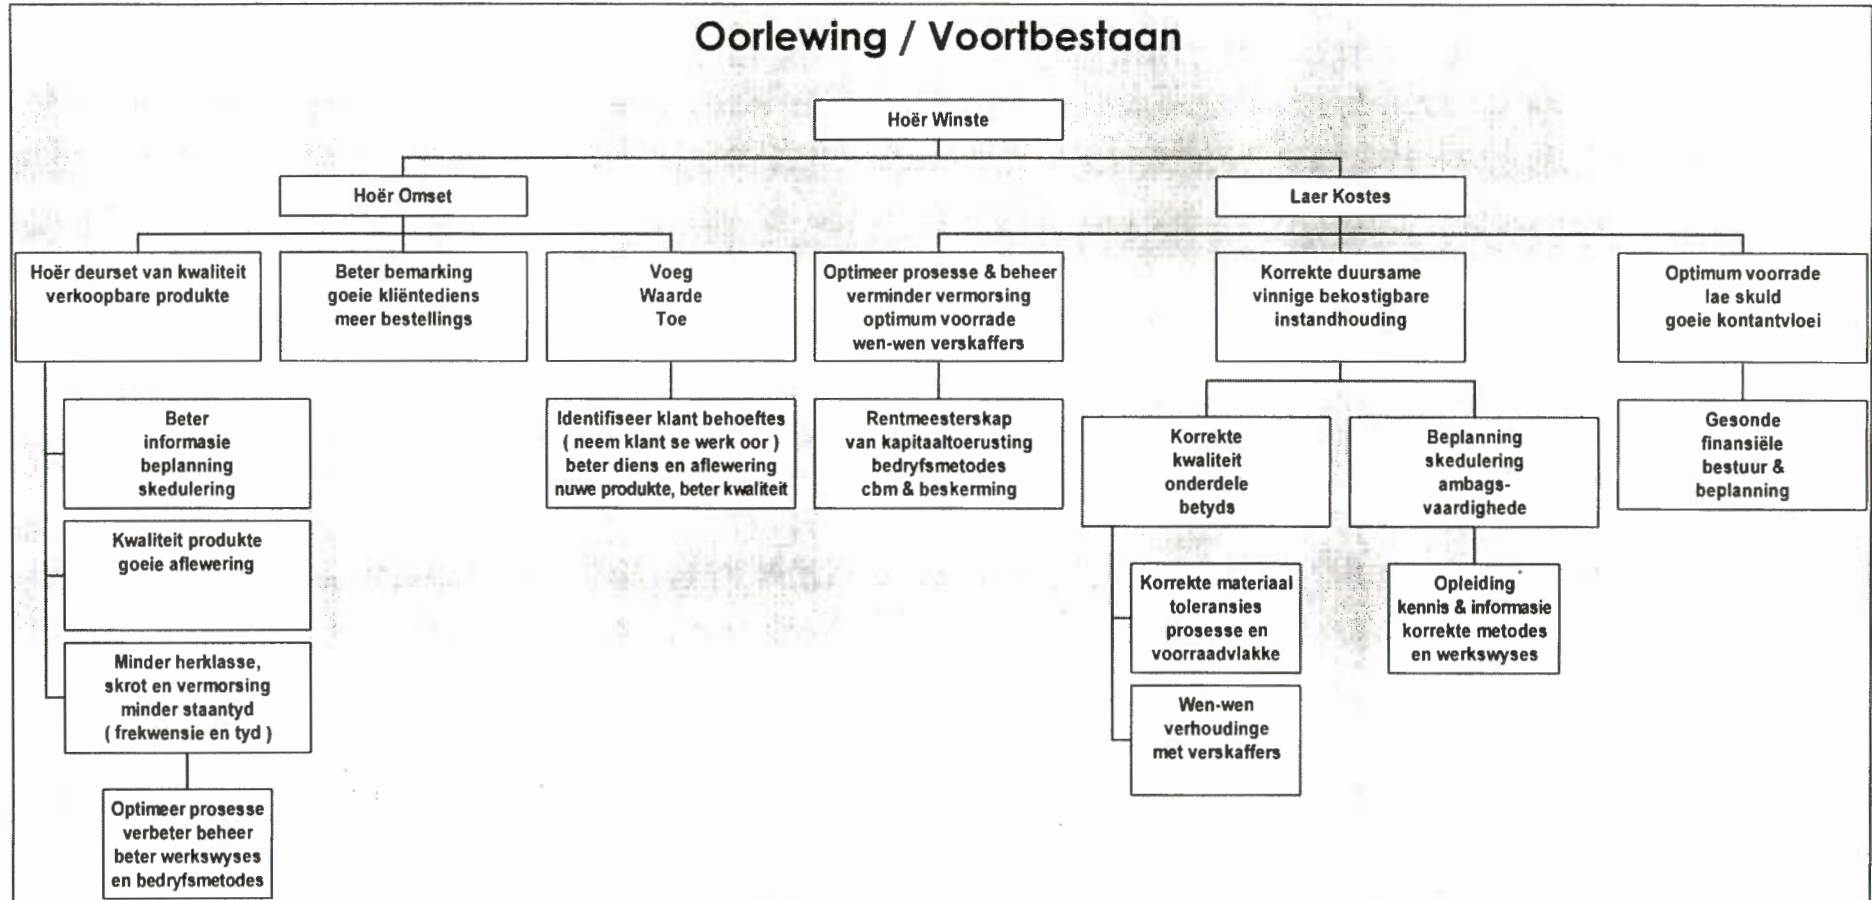 Oorlewing / Voortbestaan
Hoër Winste
Hoër Omset
Laer Kostes
Hoër deurset van kwaliteit
verkoopbare produkte
Beter bemarking
goeie kliëntediens
meer bestellings
Voeg
Waarde
Toe
Optimeer prosesse & beheer
verminder vermorsing
optimum voorrade
wen-wen verskaffers
Korrekte duursame
vinnige bekostigbare
instandhouding
Optimum voorrade
lae skuld
goeie kontantvloei
Beter
informasie
beplanning
skedulering
Kwaliteit produkte
goeie aflewering
Minder herklasse,
skrot en vermorsing
minder staantyd
( frekwensie en tyd )
Optimeer prosesse
verbeter beheer
beter werkswyses
en bedryfsmetodes
Identifiseer klant behoeftes
( neem klant se werk oor )
beter diens en aflewering
nuwe produkte, beter kwaliteit
Rentmeesterskap
van kapitaaltoerusting
bedryfsmetodes
cbm & beskerming
Korrekte
kwaliteit
onderdele
betyds
Beplanning
skedulering
ambags-
vaardighede
Korrekte materiaal
toleransies
prosesse en
voorraadvlakke
Wen-wen
verhoudinge
met verskaffers
Opleiding
kennis & informasie
korrekte metodes
en werkswyses
Gesonde
finansiële
bestuur &
beplanning